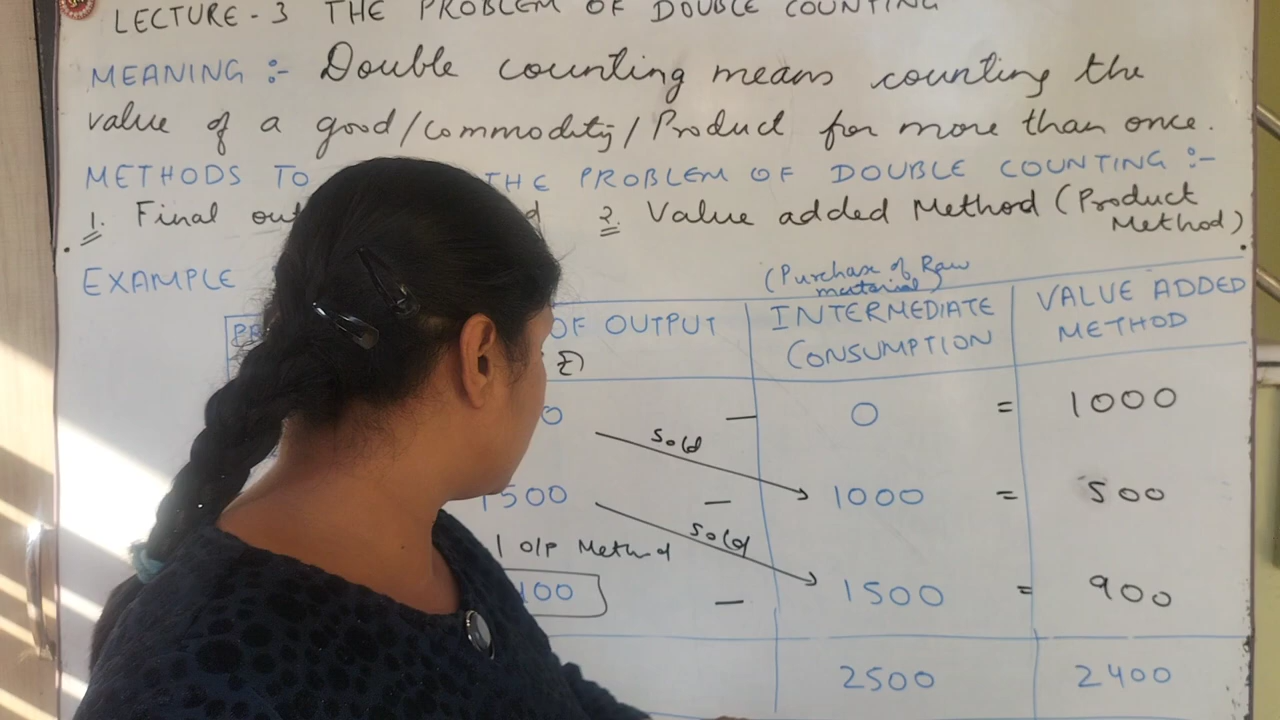 LECTURE - 3 THE PROBLEM OF DOUBLE COUNTING
MEANING :- Double counting means counting the
value of a good/Commodity/Product for more than once.
METHODS TO THE PROBLEM OF DOUBLE COUNTING :-
1. Final 2. Value added Method (Product
Method)
EXAMPLE
(Purchase of Raw
material)
OF OUTPUT INTERMEDIATE CONSUMPTION VALUE ADDED METHOD
— 0 = 1000
Sold
1500 — 1000 = 500
Sold
O/P Method
— 1500 = 900
2500 2400